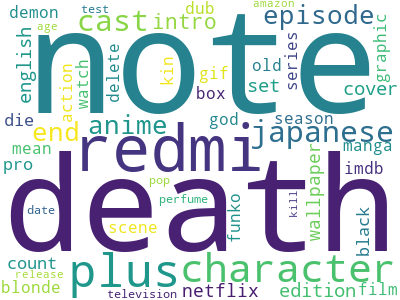 test
amazon
dub
demon
cast
intro
episode
age
note
english
action
watch
delete
kin
gif
box
old
set
series
graphic
cover
die
end
anime
god
season
japanese
mean
pro
redmi
manga
imdb
wallpaper
death
date
scene
pop
perfume
funko
kill
black
count
plus
character
release
blonde
television
netflix
edition
film